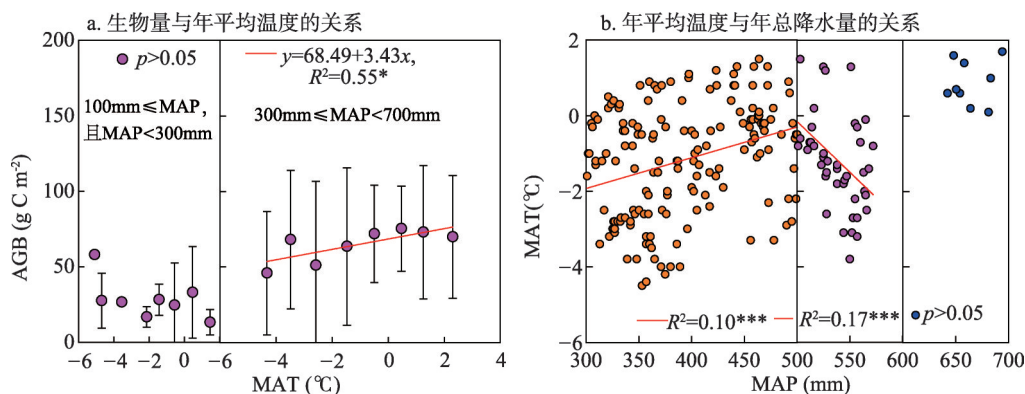 a. 生物量与年平均温度的关系
200
150
100
50
0
AGB (g C m⁻²)
p>0.05
100mm≤MAP，
且MAP<300mm
y=68.49+3.43x,
R²=0.55*
300mm≤MAP<700mm
−6 −4 −2 0 −6 −4 −2 0 2 4
MAT (℃)
b. 年平均温度与年总降水量的关系
2
0
−2
−4
−6
MAT(℃)
R²=0.10*** R²=0.17*** p>0.05
300 350 400 450 500 550 600 650 700
MAP (mm)